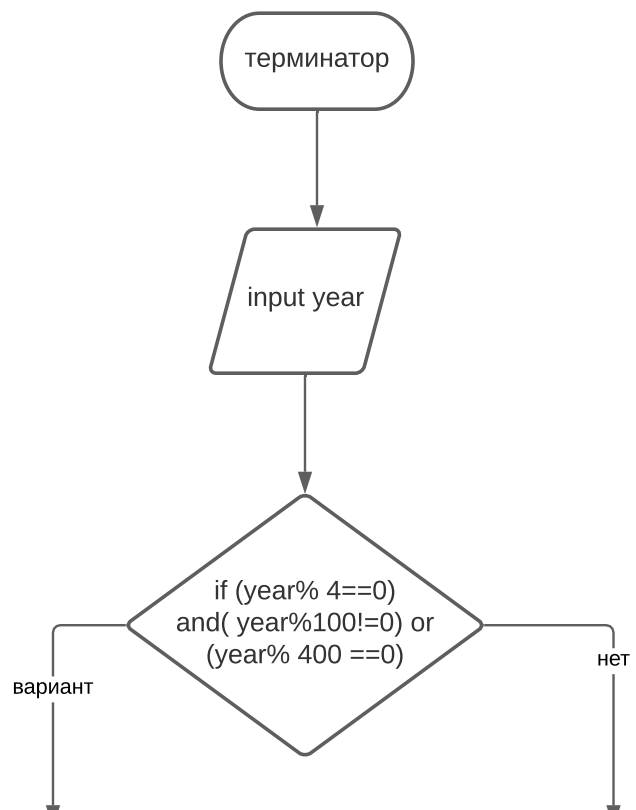 терминатор
input year
if (year% 4==0)
and( year%100!=0) or
(year% 400 ==0)
нет
вариант